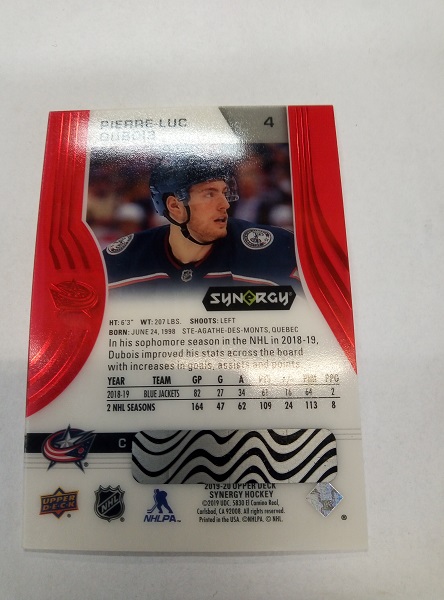 PIERRE-LUC
DUBOIS
4
SYNERGY
HT: 6'3" WT: 207 LBS. SHOOTS: LEFT
BORN: JUNE 24, 1998 STE-AGATHE-DES-MONTS, QUEBEC
In his sophomore season in the NHL in 2018-19,
Dubois improved his stats across the board
with increases in goals, assists and points.
YEAR TEAM GP G A PTS +/- PIM PPG
2018-19 BLUE JACKETS 82 27 34 61 16 64 2
2 NHL SEASONS 164 47 62 109 24 113 8
C
2019-20 UPPER DECK
SYNERGY HOCKEY
©2019 UDC, 5830 El Camino Real,
Carlsbad, CA 92008. All rights reserved.
Printed in the USA. ©NHLPA. © NHL.
UPPER DECK
NHL
NHLPA
®